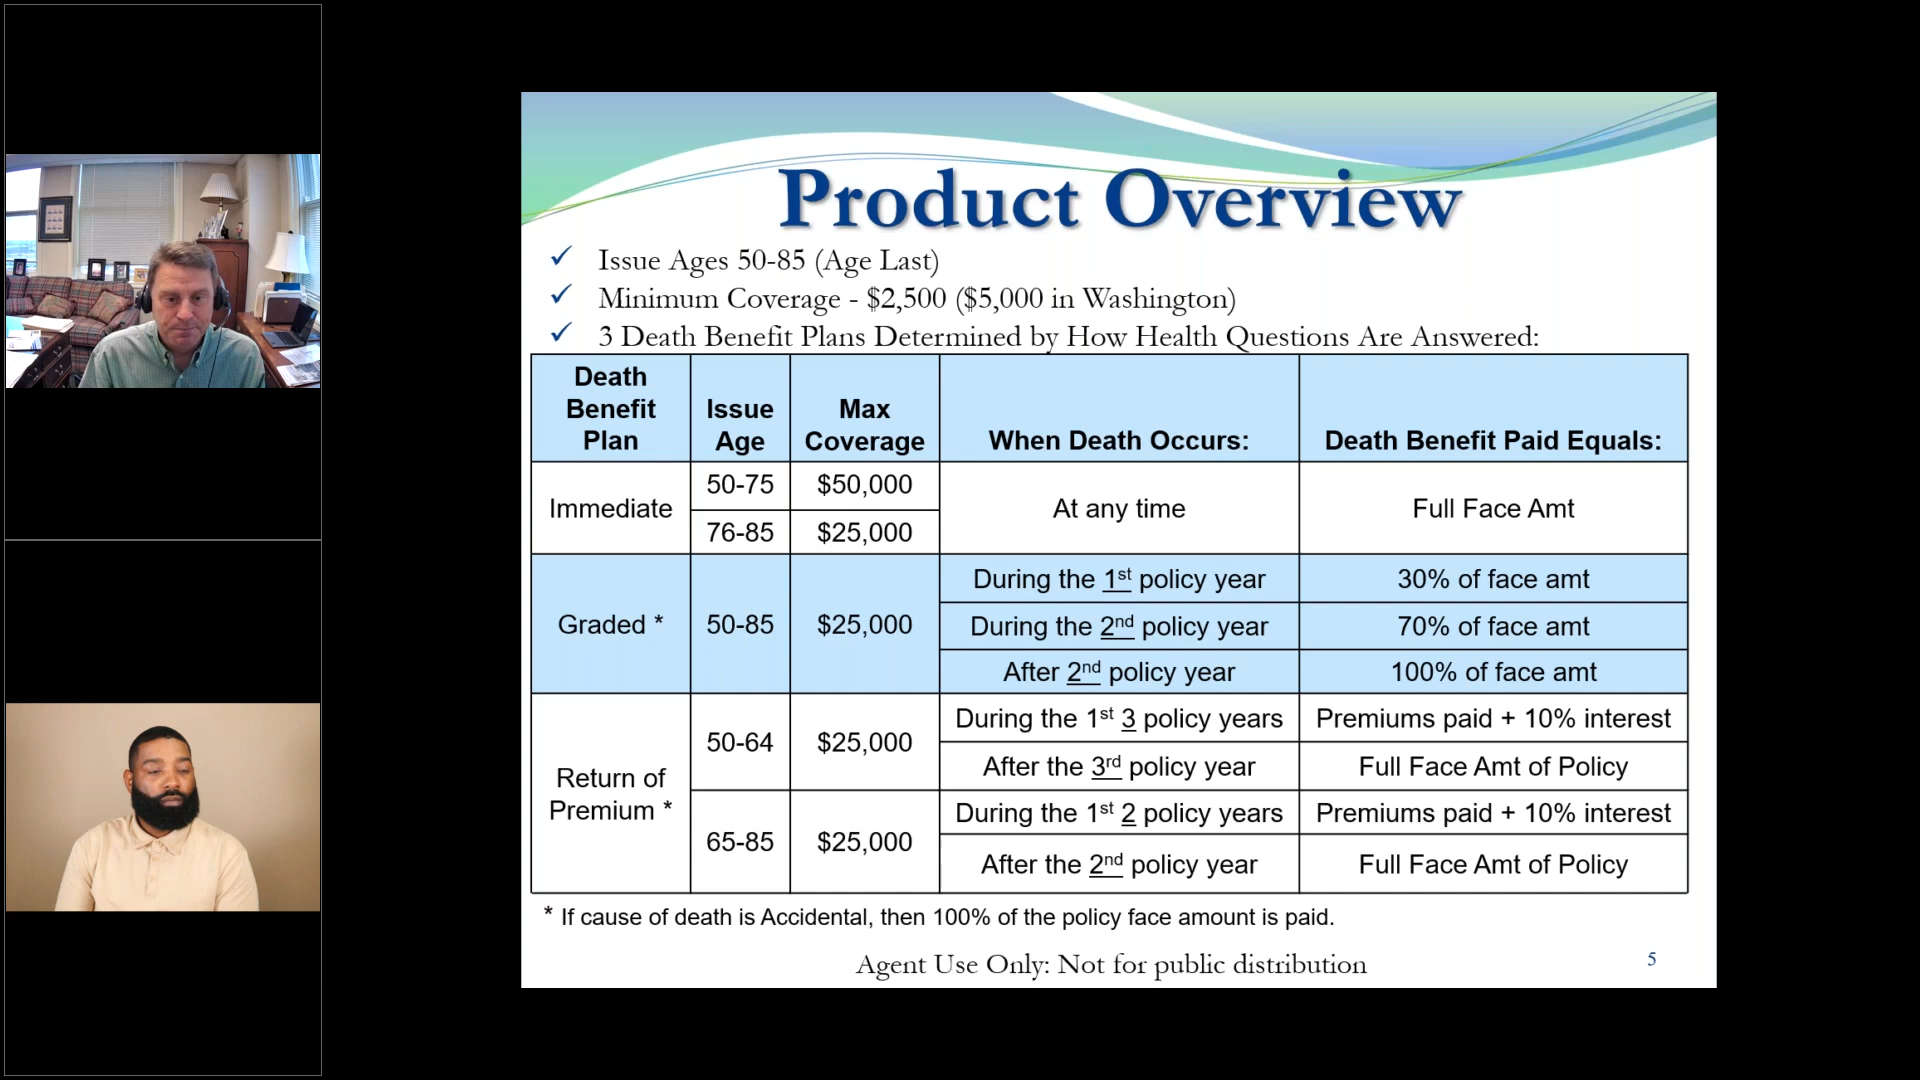 Product Overview
✓ Issue Ages 50-85 (Age Last)
✓ Minimum Coverage - $2,500 ($5,000 in Washington)
✓ 3 Death Benefit Plans Determined by How Health Questions Are Answered:
Death Benefit Plan | Issue Age | Max Coverage | When Death Occurs: | Death Benefit Paid Equals:
Immediate | 50-75 | $50,000 | At any time | Full Face Amt
76-85 | $25,000
Graded * | 50-85 | $25,000 | During the 1st policy year | 30% of face amt
During the 2nd policy year | 70% of face amt
After 2nd policy year | 100% of face amt
Return of Premium * | 50-64 | $25,000 | During the 1st 3 policy years | Premiums paid + 10% interest
After the 3rd policy year | Full Face Amt of Policy
65-85 | $25,000 | During the 1st 2 policy years | Premiums paid + 10% interest
After the 2nd policy year | Full Face Amt of Policy
* If cause of death is Accidental, then 100% of the policy face amount is paid.
Agent Use Only: Not for public distribution
5